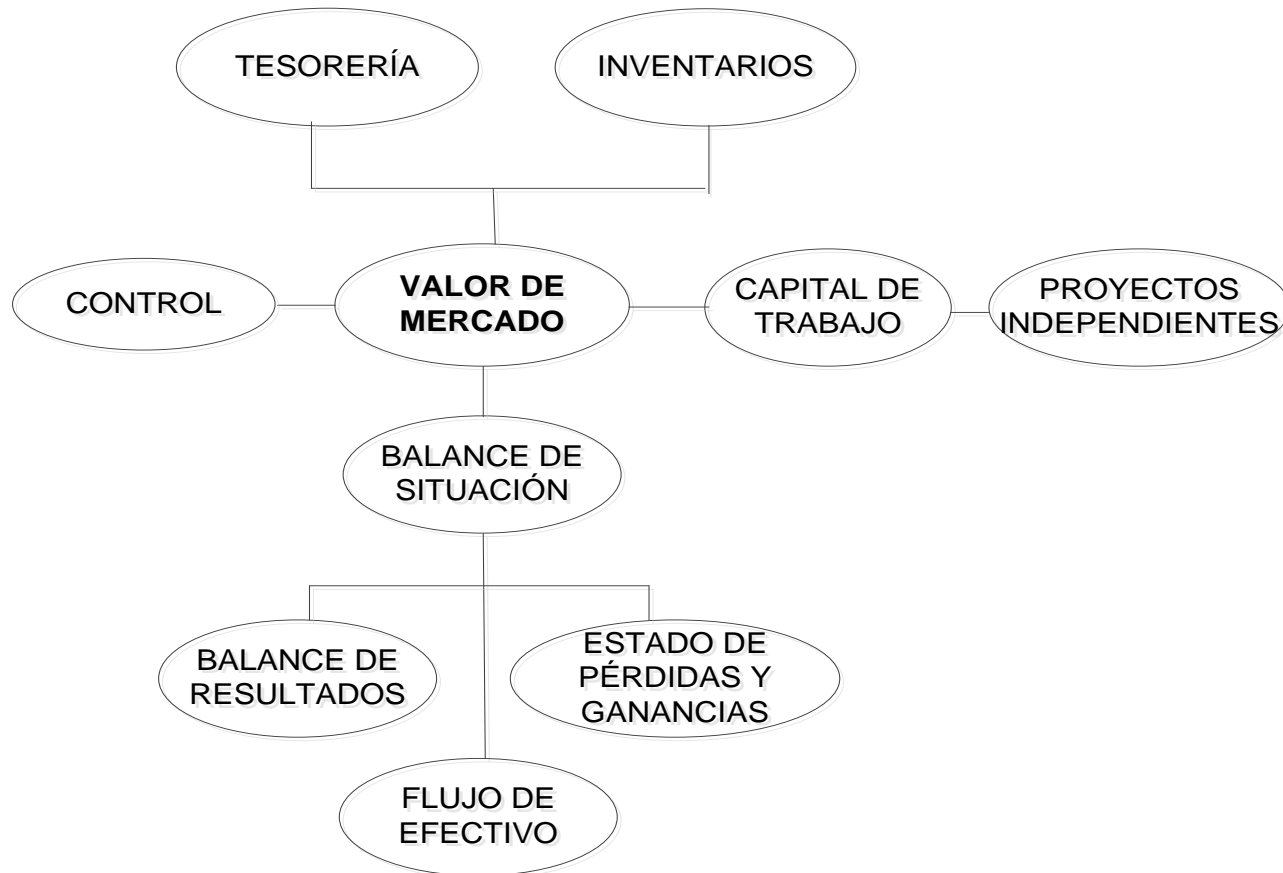 TESORERÍA
INVENTARIOS
CONTROL
VALOR DE
MERCADO
CAPITAL DE
TRABAJO
PROYECTOS
INDEPENDIENTES
BALANCE DE
SITUACIÓN
BALANCE DE
RESULTADOS
ESTADO DE
PÉRDIDAS Y
GANANCIAS
FLUJO DE
EFECTIVO